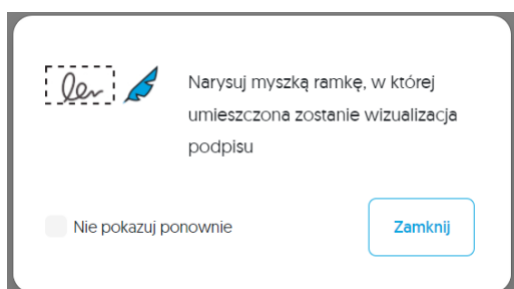 Narysuj myszką ramkę, w której
umieszczona zostanie wizualizacja
podpisu
Nie pokazuj ponownie
Zamknij